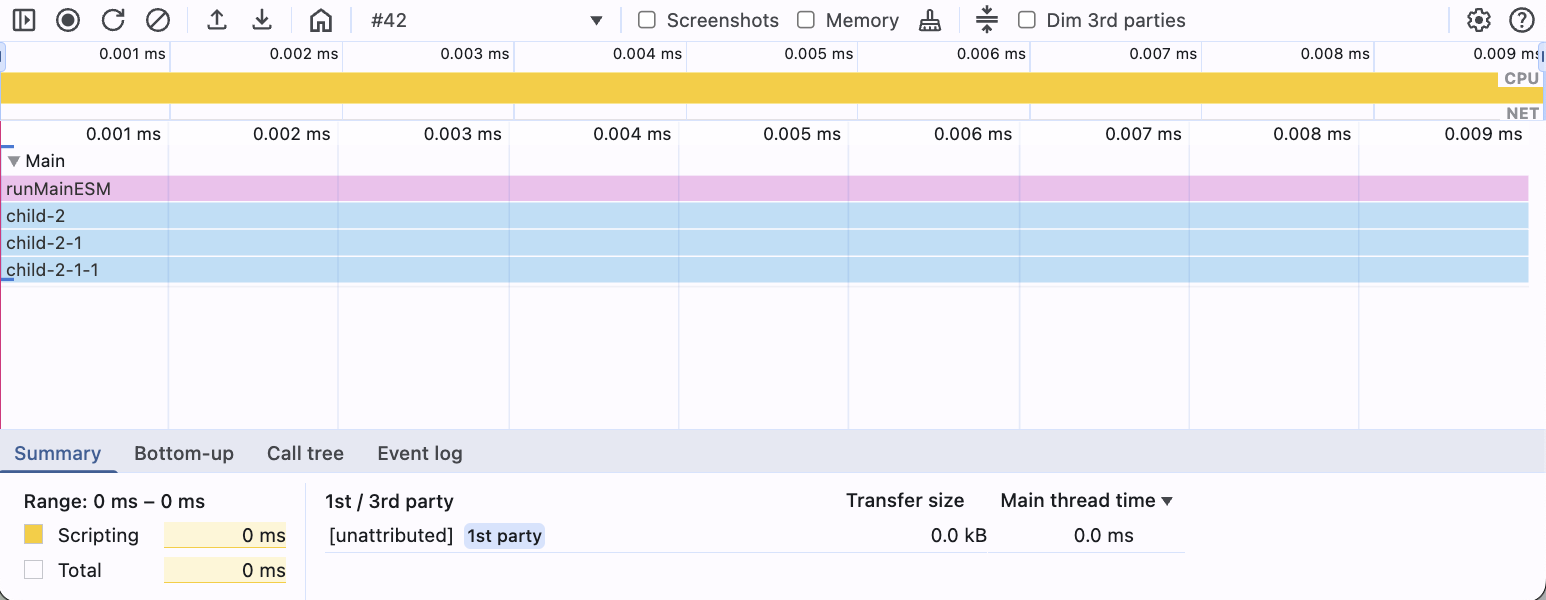 #42 Screenshots Memory Dim 3rd parties
0.001 ms 0.002 ms 0.003 ms 0.004 ms 0.005 ms 0.006 ms 0.007 ms 0.008 ms 0.009 ms
CPU
NET
0.001 ms 0.002 ms 0.003 ms 0.004 ms 0.005 ms 0.006 ms 0.007 ms 0.008 ms 0.009 ms
Main
runMainESM
child-2
child-2-1
child-2-1-1
Summary Bottom-up Call tree Event log
Range: 0 ms – 0 ms
Scripting 0 ms
Total 0 ms
1st / 3rd party Transfer size Main thread time
[unattributed] 1st party 0.0 kB 0.0 ms